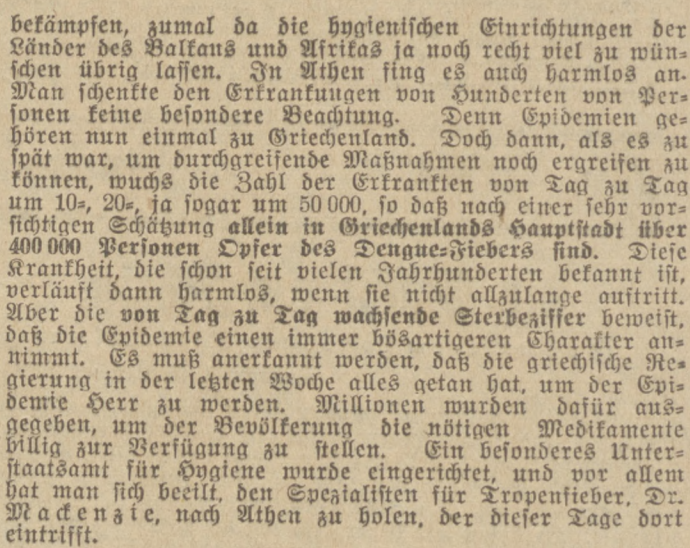 bekämpfen, zumal da die hygienischen Einrichtungen der
Länder des Balkans und Afrikas ja noch recht viel zu wün-
schen übrig lassen. In Athen fing es auch harmlos an.
Man schenkte den Erkrankungen von Hunderten von Per-
sonen keine besondere Beachtung. Denn Epidemien ge-
hören nun einmal zu Griechenland. Doch dann, als es zu
spät war, um durchgreifende Maßnahmen noch ergreifen zu
können, wuchs die Zahl der Erkrankten von Tag zu Tag
um 10-, 20-, ja sogar um 50 000, so daß nach einer sehr vor-
sichtigen Schätzung allein in Griechenlands Hauptstadt über
400 000 Personen Opfer des Dengue-Fiebers sind. Diese
Krankheit, die schon seit vielen Jahrhunderten bekannt ist,
verläuft dann harmlos, wenn sie nicht allzulange auftritt.
Aber die von Tag zu Tag wachsende Sterbeziffer beweist,
daß die Epidemie einen immer bösartigeren Charakter an-
nimmt. Es muß anerkannt werden, daß die griechische Re-
gierung in der letzten Woche alles getan hat, um der Epi-
demie Herr zu werden. Millionen wurden dafür aus-
gegeben, um der Bevölkerung die nötigen Medikamente
billig zur Verfügung zu stellen. Ein besonderes Unter-
staatsamt für Hygiene wurde eingerichtet, und vor allem
hat man sich beeilt, den Spezialisten für Tropenfieber, Dr.
Mackenzie, nach Athen zu holen, der dieser Tage dort
eintrifft.